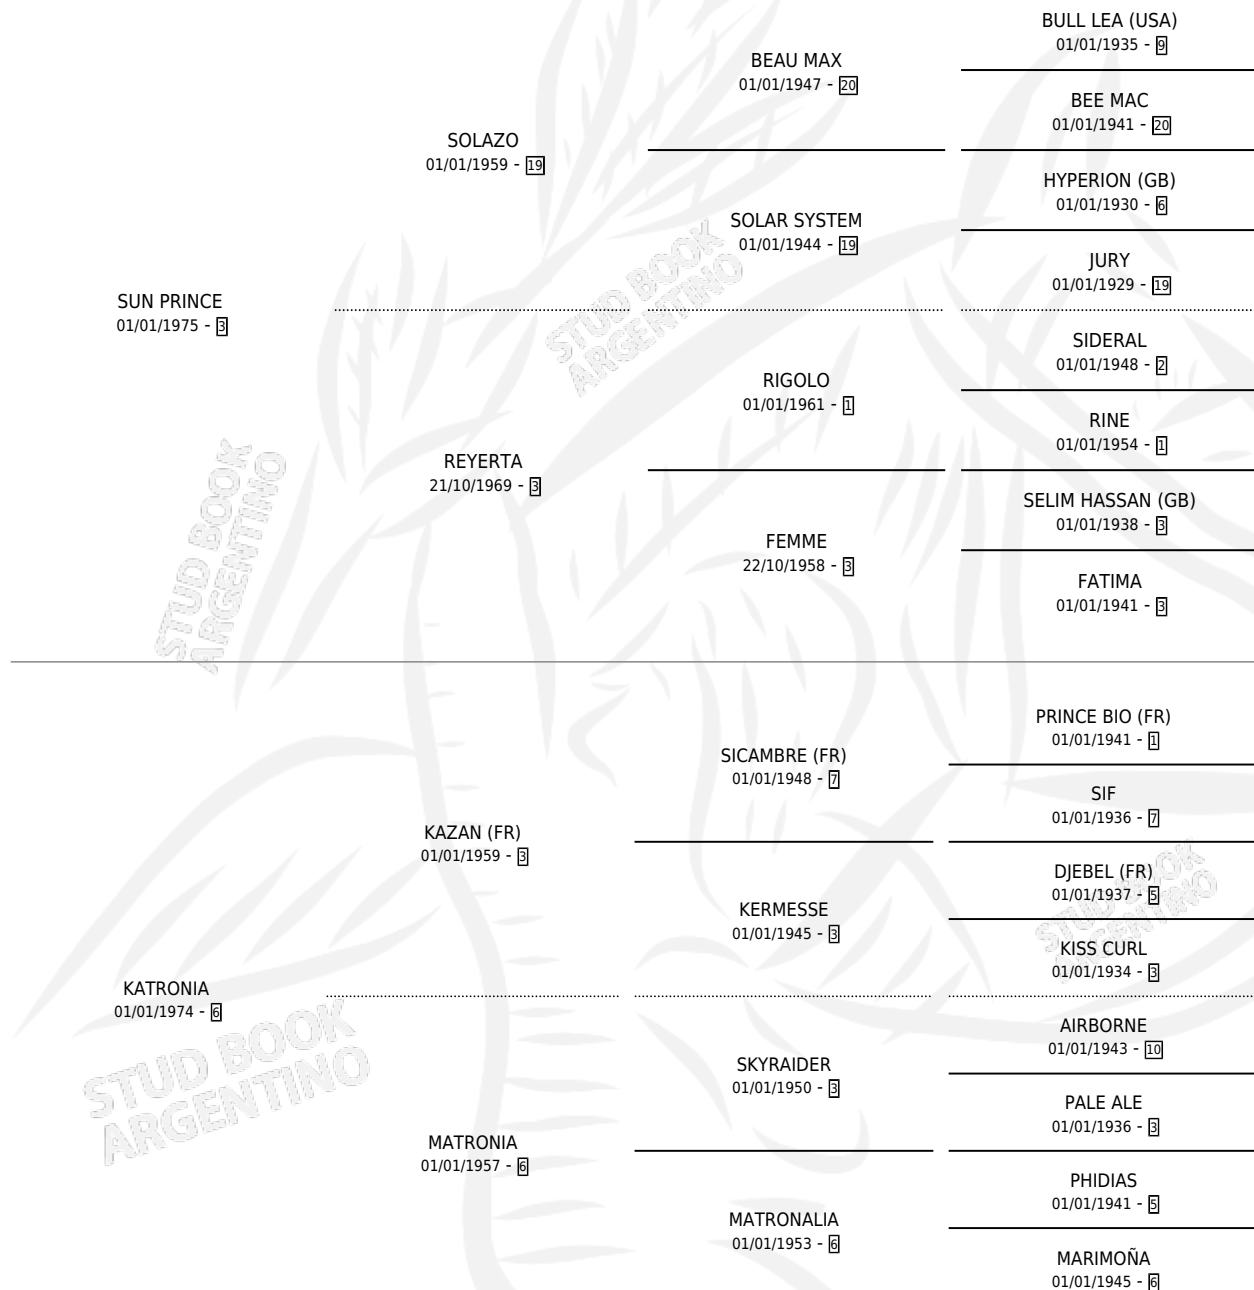 BULL LEA (USA)
01/01/1935 - 9
BEAU MAX
01/01/1947 - 20
BEE MAC
01/01/1941 - 20
SOLAZO
01/01/1959 - 19
HYPERION (GB)
01/01/1930 - 6
SOLAR SYSTEM
01/01/1944 - 19
JURY
01/01/1929 - 19
SUN PRINCE
01/01/1975 - 3
SIDERAL
01/01/1948 - 2
RIGOLO
01/01/1961 - 1
RINE
01/01/1954 - 1
REYERTA
21/10/1969 - 3
SELIM HASSAN (GB)
01/01/1938 - 3
FEMME
22/10/1958 - 3
FATIMA
01/01/1941 - 3
PRINCE BIO (FR)
01/01/1941 - 1
SICAMBRE (FR)
01/01/1948 - 7
SIF
01/01/1936 - 7
KAZAN (FR)
01/01/1959 - 3
DJEBEL (FR)
01/01/1937 - 5
KERMESSE
01/01/1945 - 3
KISS CURL
01/01/1934 - 3
KATRONIA
01/01/1974 - 6
AIRBORNE
01/01/1943 - 10
SKYRAIDER
01/01/1950 - 3
PALE ALE
01/01/1936 - 3
MATRONIA
01/01/1957 - 6
PHIDIAS
01/01/1941 - 5
MATRONALIA
01/01/1953 - 6
MARIMOÑA
01/01/1945 - 6
STUD BOOK
ARGENTINO
STUD BOOK
ARGENTINO
STUD BOOK
ARGENTINO
STUD BOOK
ARGENTINO